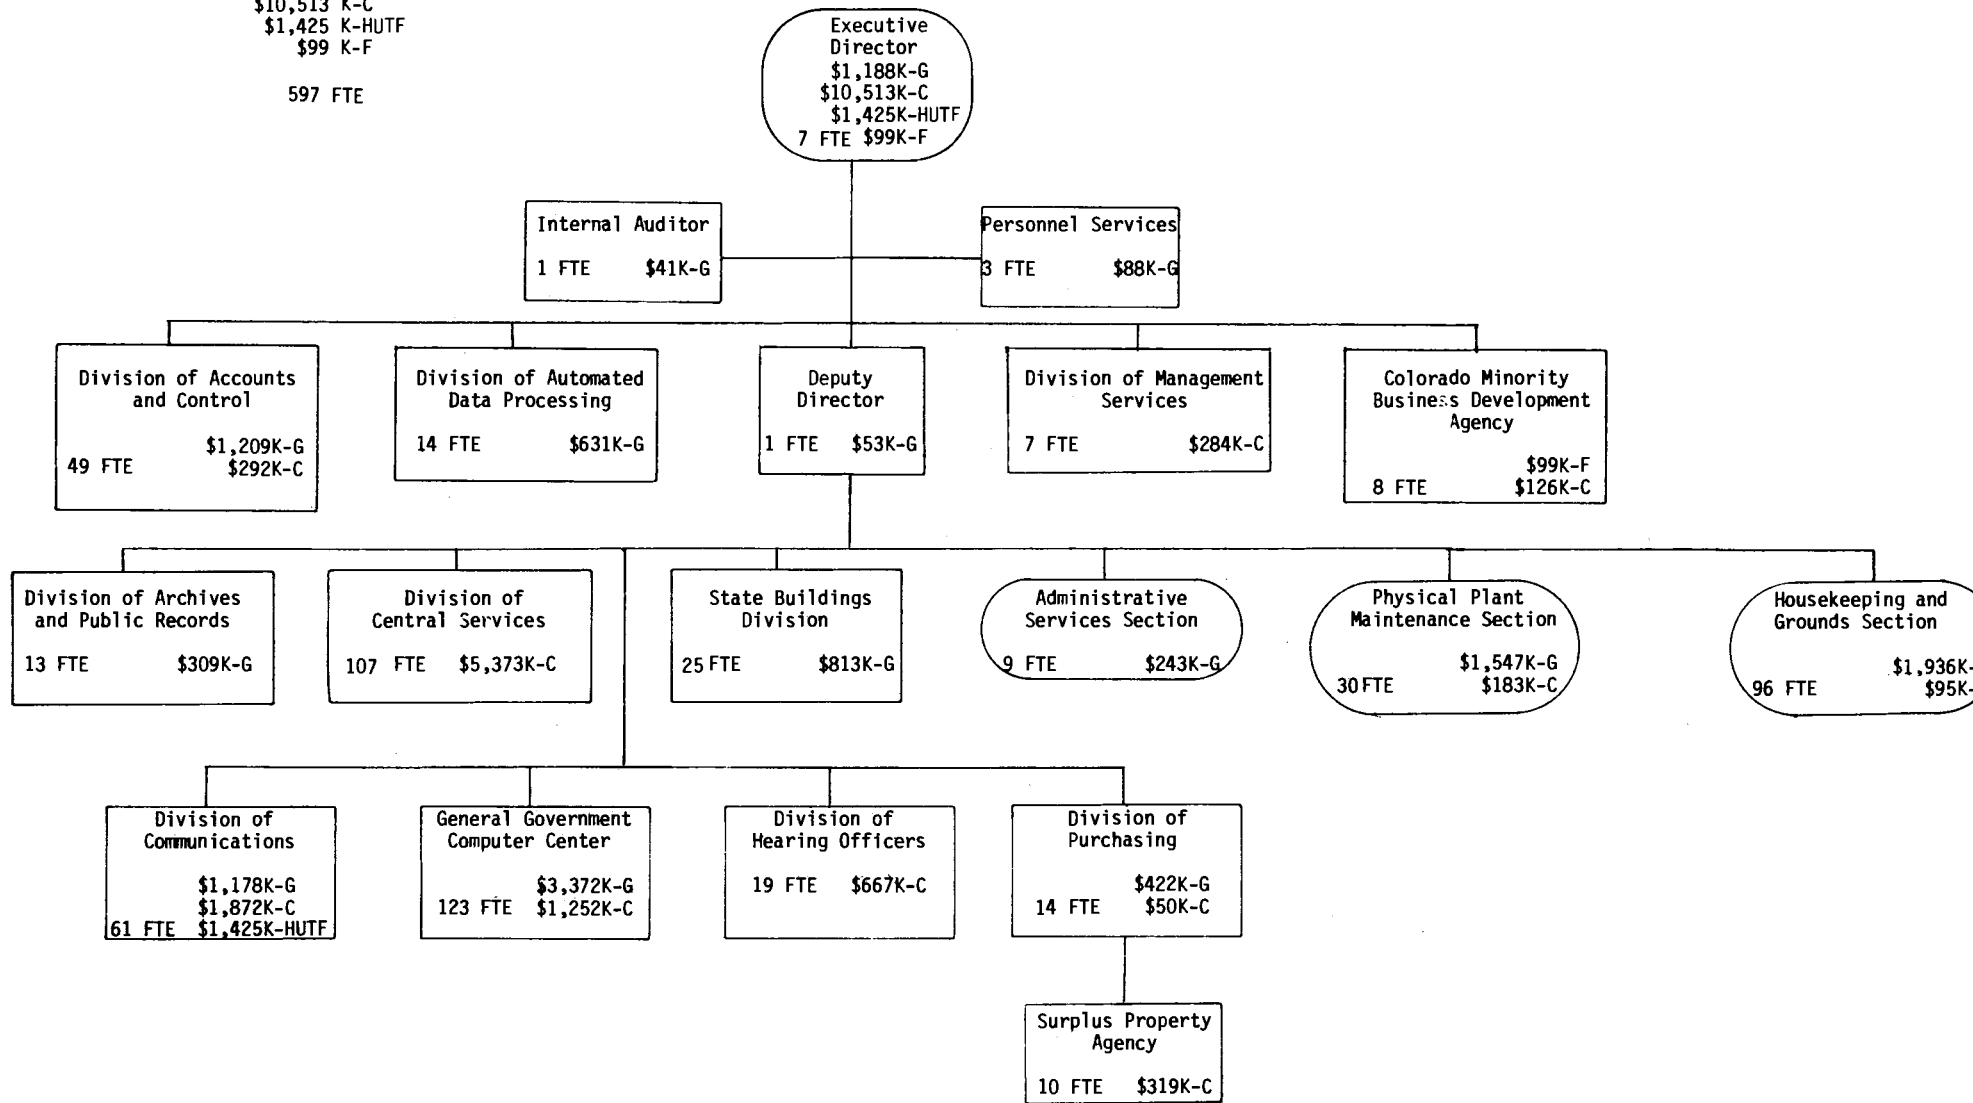 $10,513 K-C
$1,425 K-HUTF
$99 K-F
597 FTE
Executive
Director
$1,188K-G
$10,513K-C
$1,425K-HUTF
7 FTE $99K-F
Internal Auditor
1 FTE $41K-G
Personnel Services
3 FTE $88K-G
Division of Accounts
and Control
$1,209K-G
49 FTE $292K-C
Division of Automated
Data Processing
14 FTE $631K-G
Deputy
Director
1 FTE $53K-G
Division of Management
Services
7 FTE $284K-C
Colorado Minority
Business Development
Agency
$99K-F
8 FTE $126K-C
Division of Archives
and Public Records
13 FTE $309K-G
Division of
Central Services
107 FTE $5,373K-C
State Buildings
Division
25 FTE $813K-G
Administrative
Services Section
9 FTE $243K-G
Physical Plant
Maintenance Section
$1,547K-G
30 FTE $183K-C
Housekeeping and
Grounds Section
$1,936K-
96 FTE $95K-
Division of
Communications
$1,178K-G
$1,872K-C
61 FTE $1,425K-HUTF
General Government
Computer Center
$3,372K-G
123 FTE $1,252K-C
Division of
Hearing Officers
19 FTE $667K-C
Division of
Purchasing
$422K-G
14 FTE $50K-C
Surplus Property
Agency
10 FTE $319K-C